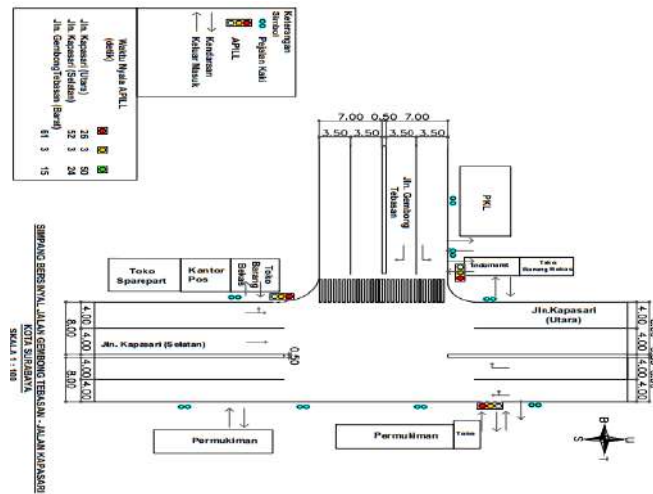 Keterangan
Simbol
Pejalan Kaki
APILL
Kendaraan
Keluar Masuk
Waktu Nyala APILL
(detik)
Jln. Kapasari (Utara) 26 3 50
Jln. Kapasari (Selatan) 52 3 24
Jln. GembongTebasan (Barat) 61 3 15
7.00 0.50 7.00
3.50 3.50 3.50 3.50
Jln. Gembong
Tebasan
PKL
Indomaret
Toko
Barang Bekas
Toko
Sparepart
Kantor
Pos
Toko
Barang
Bekas
Jln.Kapasari
(Utara)
Jln. Kapasari (Selatan)
8.00
4.00 4.00
0.50
8.00
4.00 4.00
4.00 4.00
4.00 4.00
Permukiman
Permukiman
Toko
B
U
S
T
SIMPANG BERSINYAL JALAN GEMBONG TEBASAN - JALAN KAPASARI
KOTA SURABAYA
SKALA 1 : 100